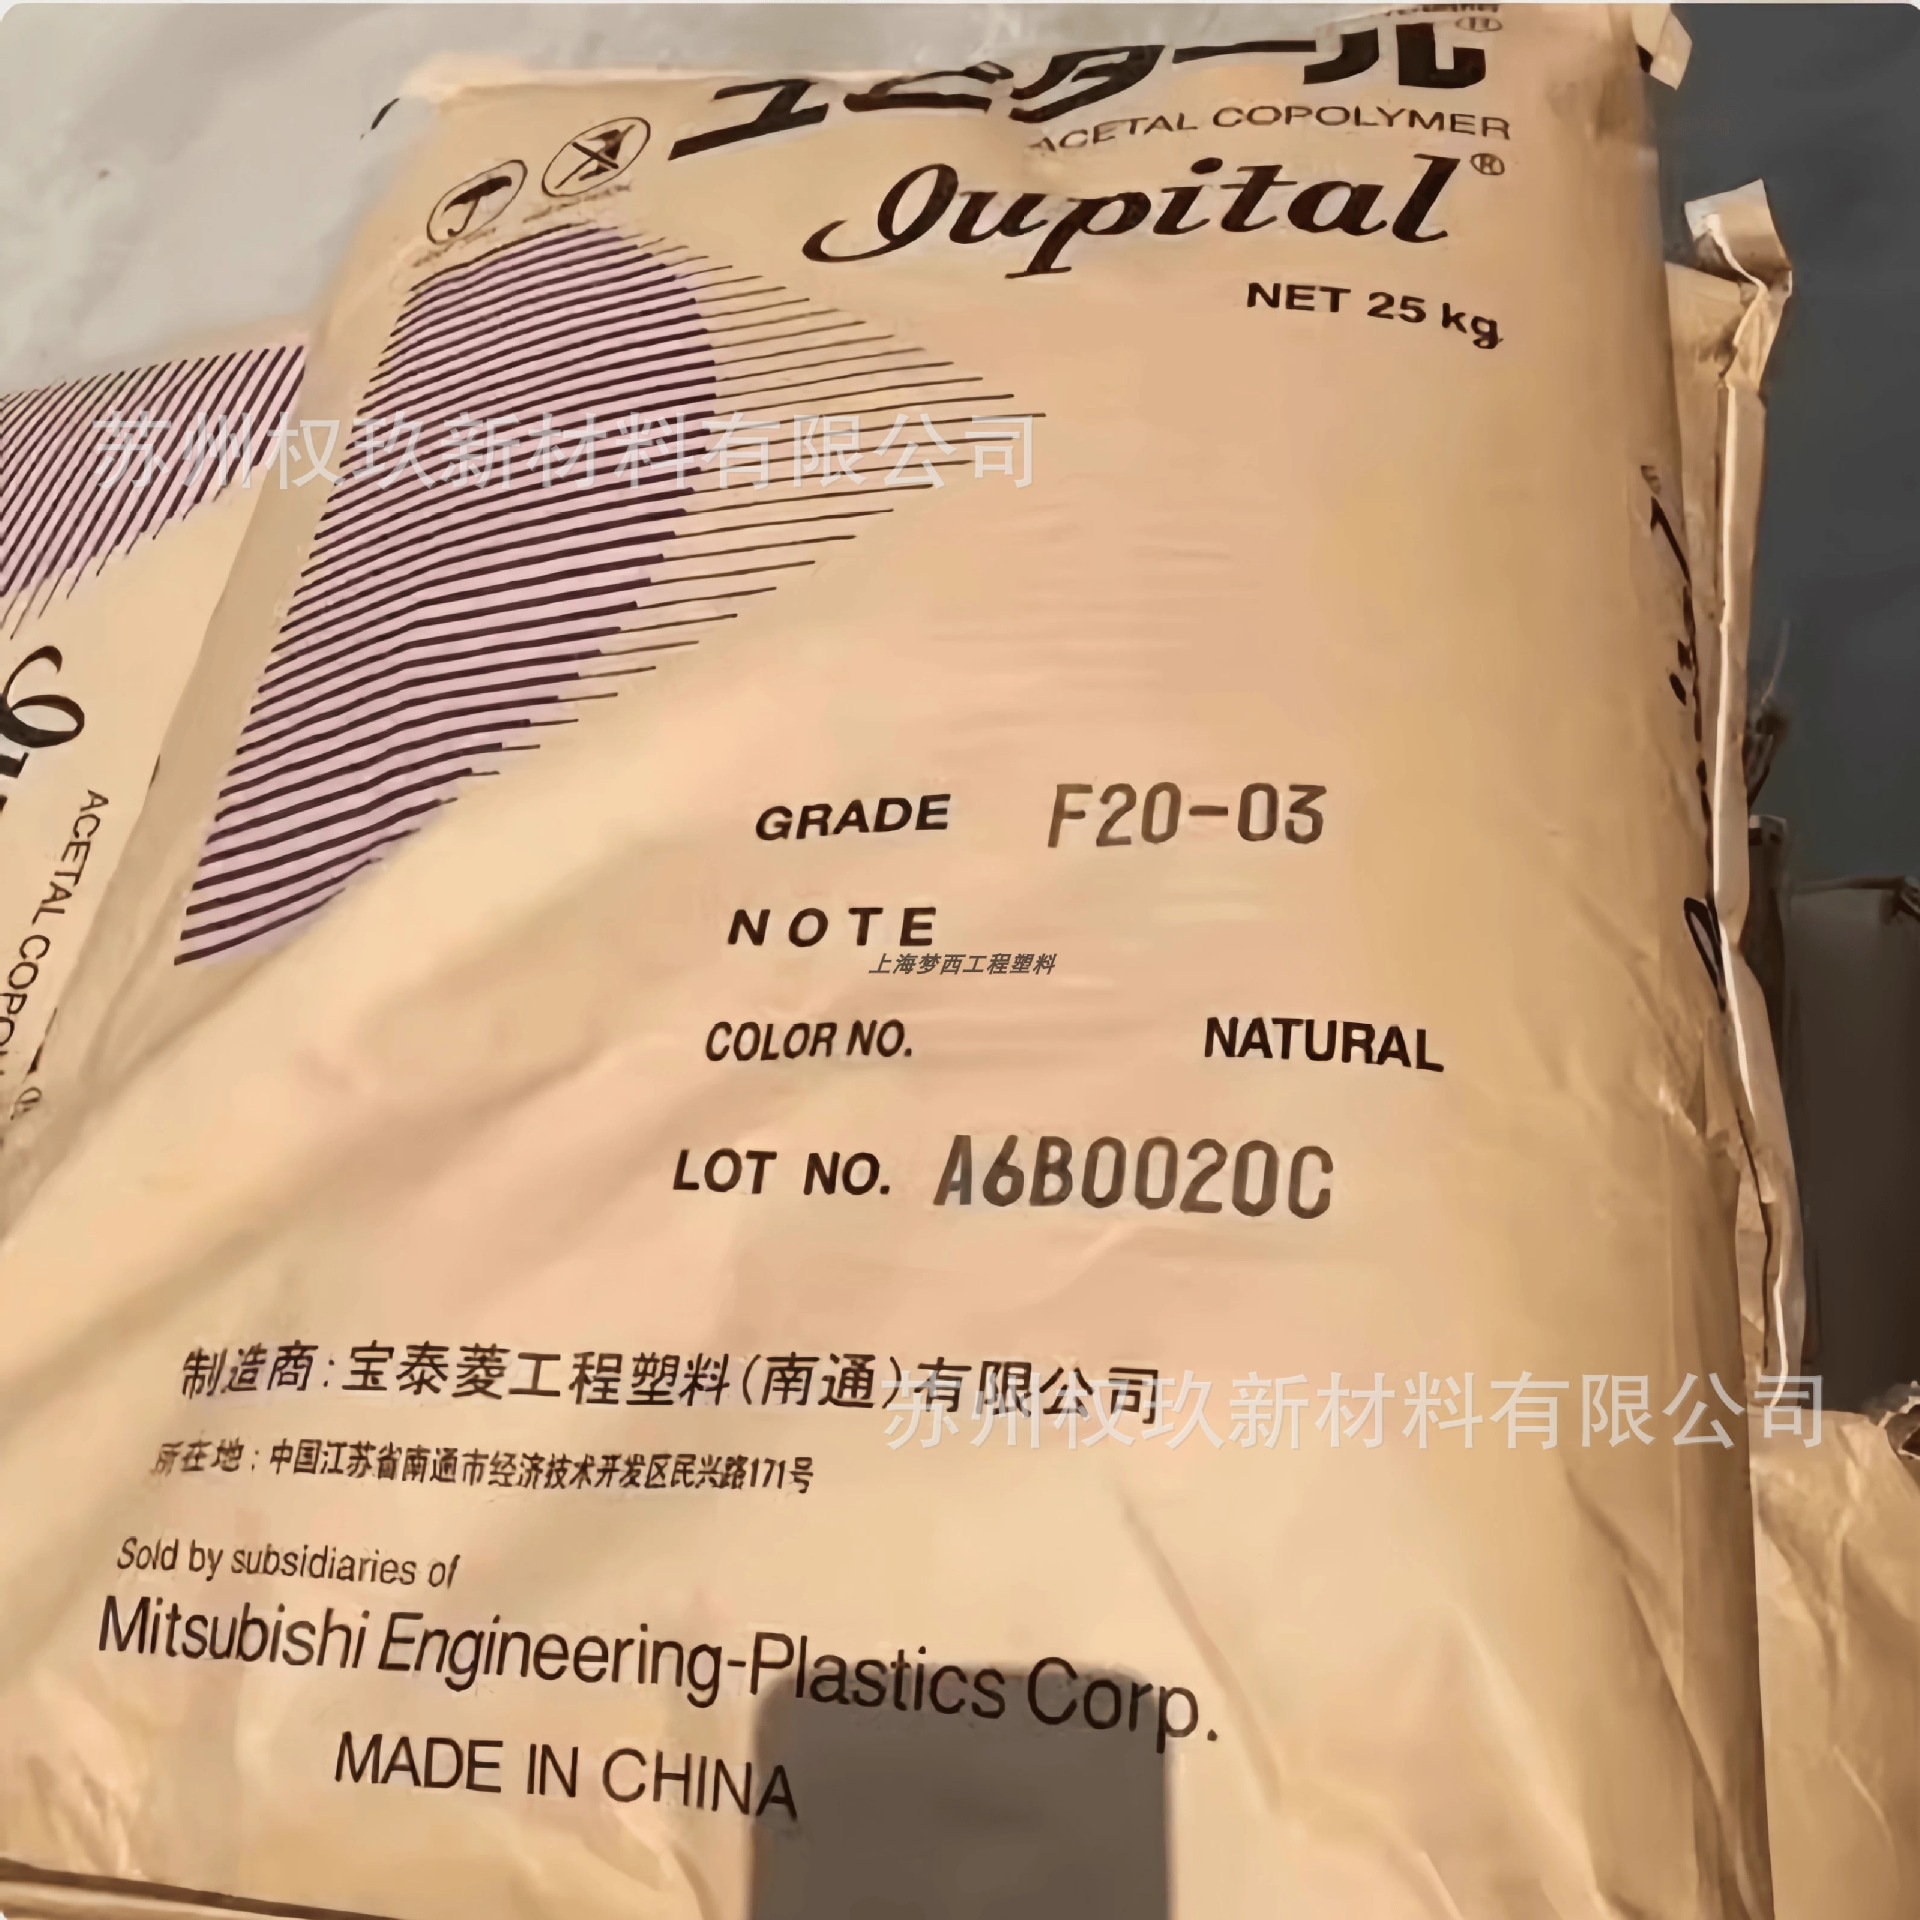 ユピタール®
ACETAL COPOLYMER
Iupital®
NET 25 kg
苏州权玖新材料有限公司
GRADE F20-03
NOTE
上海梦西工程塑料
COLOR NO. NATURAL
LOT NO. A6B0020C
制造商:宝泰菱工程塑料(南通)有限公司
苏州权玖新材料有限公司
所在地:中国江苏省南通市经济技术开发区民兴路171号
Sold by subsidiaries of
Mitsubishi Engineering-Plastics Corp.
MADE IN CHINA
ACETAL COPO